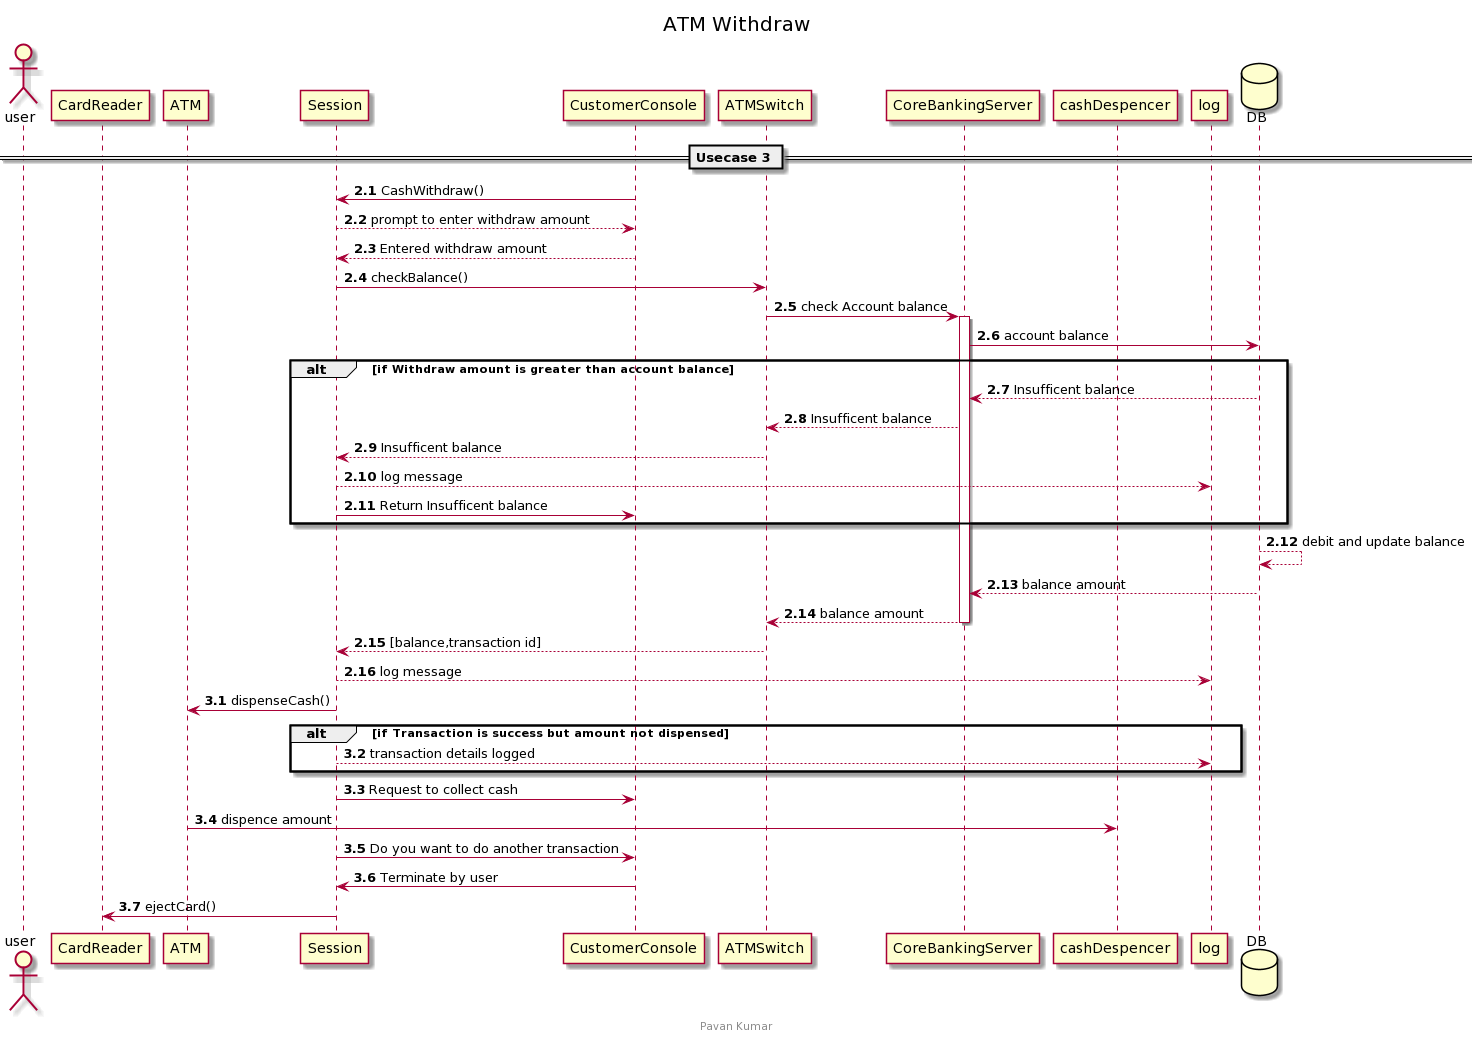 ATM Withdraw
user
CardReader
ATM
Session
CustomerConsole
ATMSwitch
CoreBankingServer
cashDespencer
log
DB
Usecase 3
2.1 CashWithdraw()
2.2 prompt to enter withdraw amount
2.3 Entered withdraw amount
2.4 checkBalance()
2.5 check Account balance
2.6 account balance
alt [if Withdraw amount is greater than account balance]
2.7 Insufficent balance
2.8 Insufficent balance
2.9 Insufficent balance
2.10 log message
2.11 Return Insufficent balance
2.12 debit and update balance
2.13 balance amount
2.14 balance amount
2.15 [balance,transaction id]
2.16 log message
3.1 dispenseCash()
alt [if Transaction is success but amount not dispensed]
3.2 transaction details logged
3.3 Request to collect cash
3.4 dispence amount
3.5 Do you want to do another transaction
3.6 Terminate by user
3.7 ejectCard()
user
CardReader
ATM
Session
CustomerConsole
ATMSwitch
CoreBankingServer
cashDespencer
log
DB
Pavan Kumar